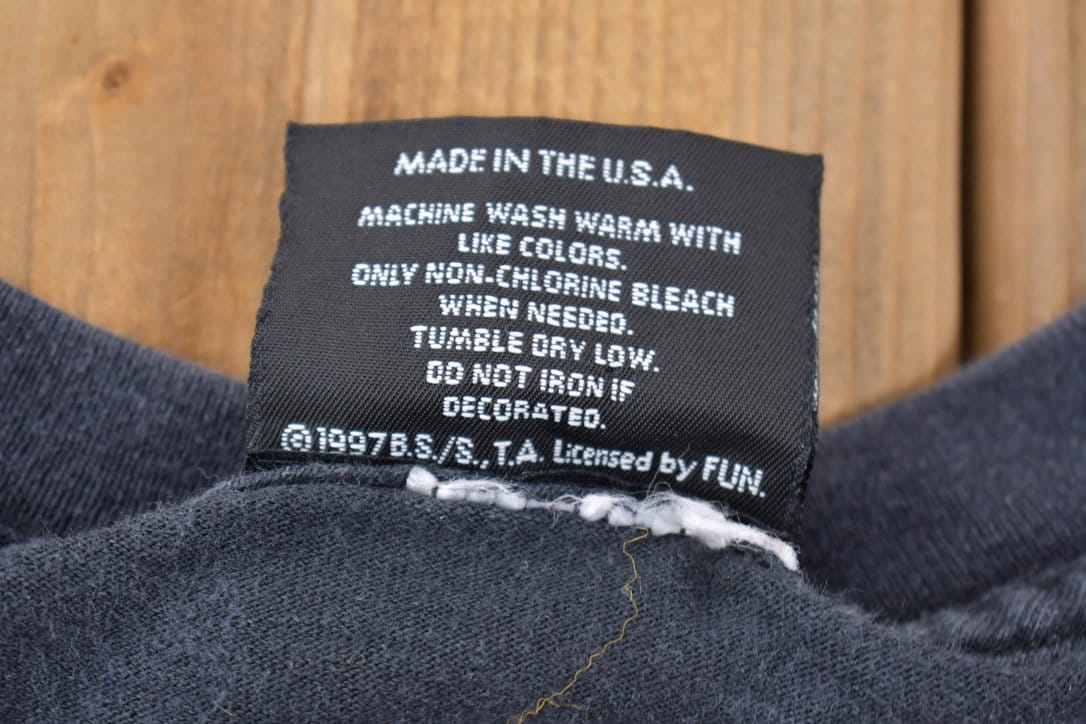 MADE IN THE U.S.A.
MACHINE WASH WARM WITH
LIKE COLORS.
ONLY NON-CHLORINE BLEACH
WHEN NEEDED.
TUMBLE DRY LOW.
DO NOT IRON IF
DECORATED.
©1997 B.S./S., T.A. Licensed by FUN.